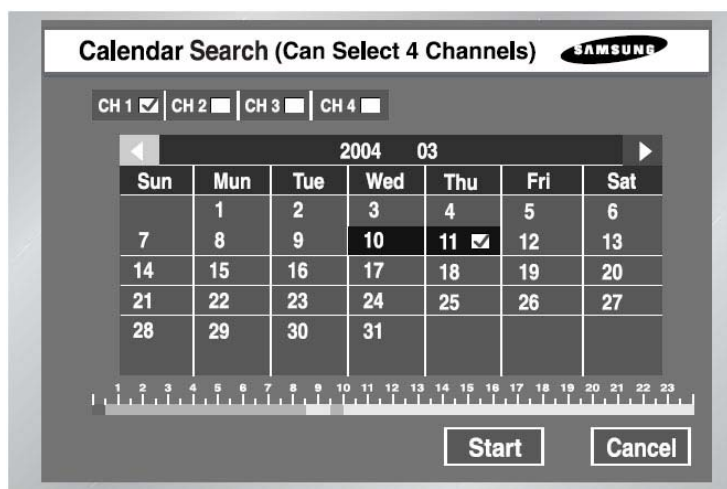 Calendar Search (Can Select 4 Channels) SAMSUNG
CH 1 CH 2 CH 3 CH 4
2004 03
Sun Mun Tue Wed Thu Fri Sat
1 2 3 4 5 6
7 8 9 10 11 12 13
14 15 16 17 18 19 20
21 22 23 24 25 26 27
28 29 30 31
1 2 3 4 5 6 7 8 9 10 11 12 13 14 15 16 17 18 19 20 21 22 23
Start Cancel